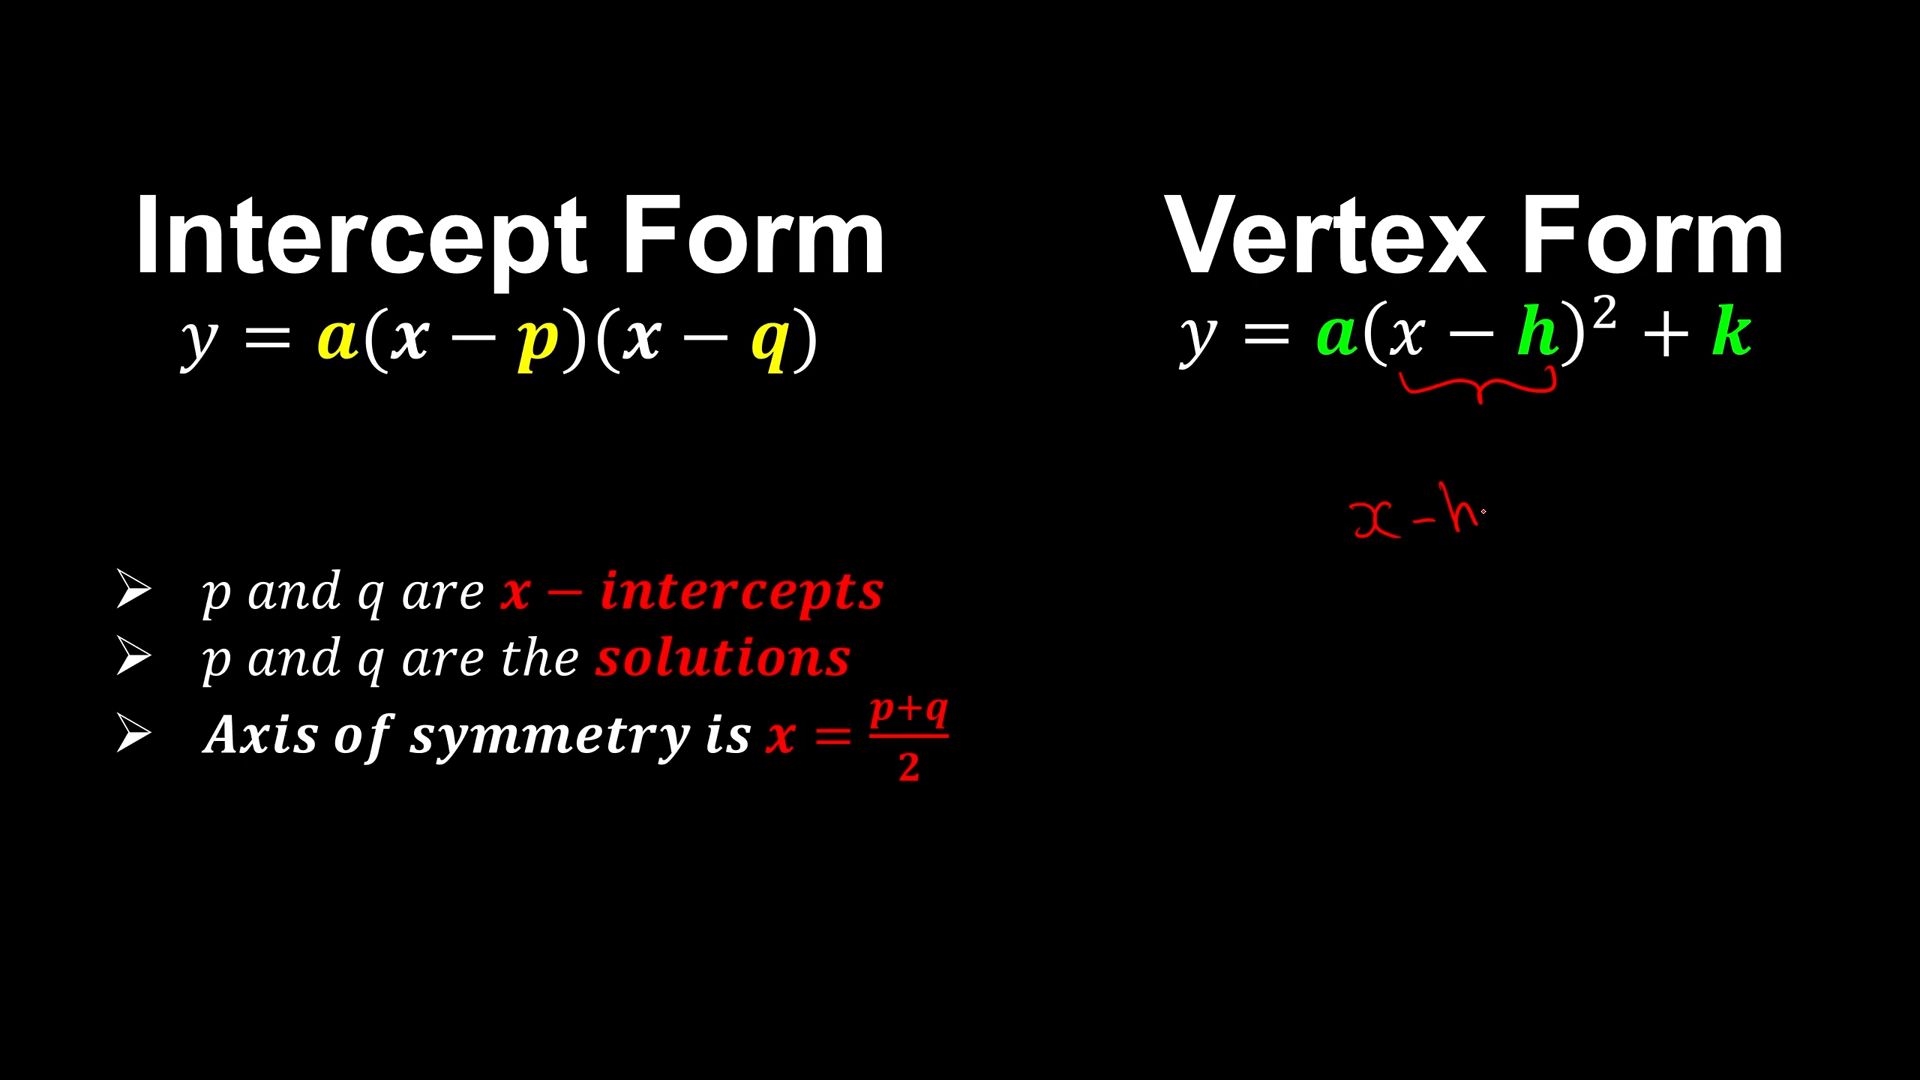 Intercept Form
y = a(x − p)(x − q)
Vertex Form
y = a(x − h)² + k
x - h
➢ p and q are x − intercepts
➢ p and q are the solutions
➢ Axis of symmetry is x = p+q/2